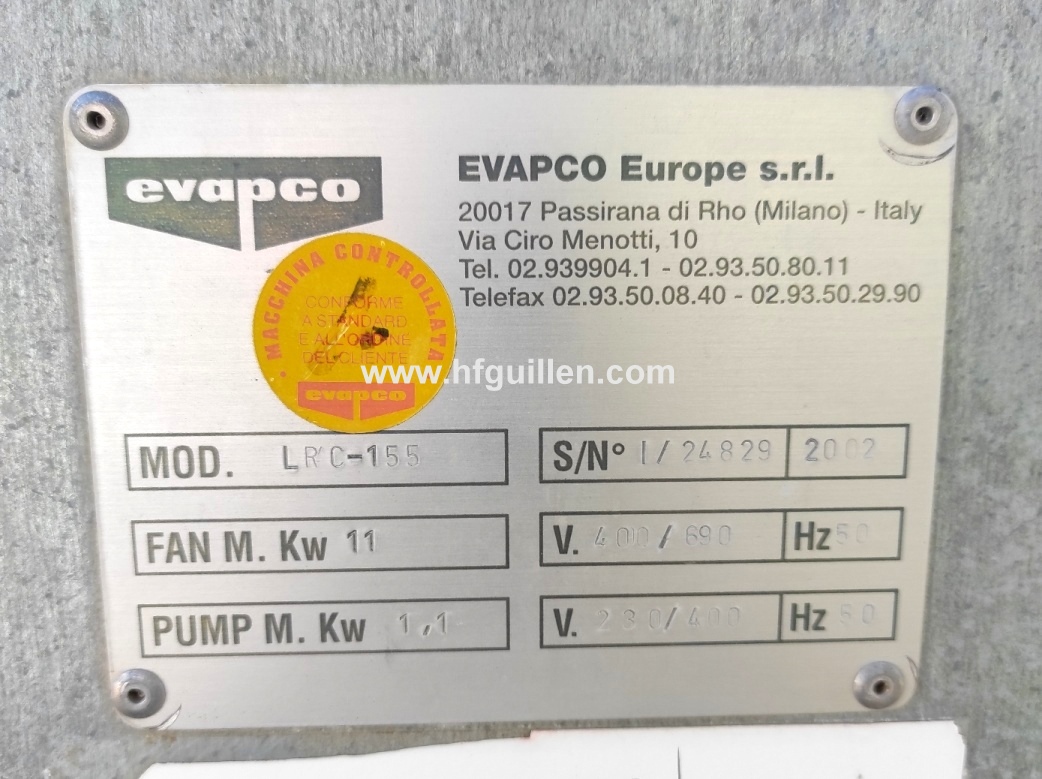 evapco
EVAPCO Europe s.r.l.
20017 Passirana di Rho (Milano) - Italy
Via Ciro Menotti, 10
Tel. 02.939904.1 - 02.93.50.80.11
Telefax 02.93.50.08.40 - 02.93.50.29.90
• MACCHINA CONTROLLATA •
CONFORME
A STANDARD
E ALL'ORDINE
DEL CLIENTE
evapco
www.hfguillen.com
MOD. LRC-155
S/N° I/24829 2002
FAN M. Kw 11
V. 400/690 Hz 50
PUMP M. Kw 1,1
V. 230/400 Hz 50